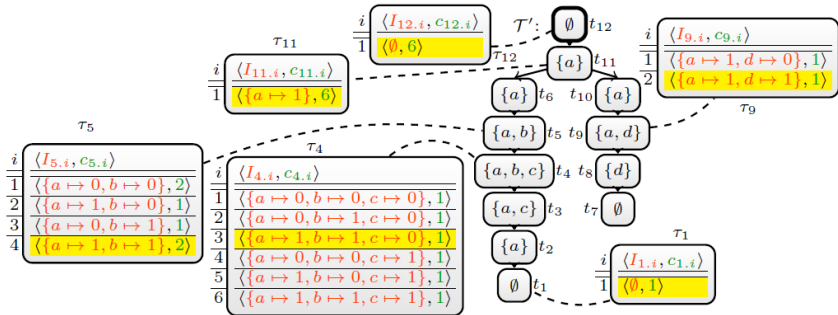 𝒯′: ∅ t₁₂
{a} t₁₁
{a} t₆
t₁₀ {a}
{a, b} t₅
t₉ {a, d}
{a, b, c} t₄
t₈ {d}
{a, c} t₃
t₇ ∅
{a} t₂
∅ t₁
τ₁₂
i ⟨I₁₂.ᵢ, c₁₂.ᵢ⟩
1 ⟨∅, 6⟩
τ₁₁
i ⟨I₁₁.ᵢ, c₁₁.ᵢ⟩
1 ⟨{a ↦ 1}, 6⟩
i ⟨I₉.ᵢ, c₉.ᵢ⟩
1 ⟨{a ↦ 1, d ↦ 0}, 1⟩
2 ⟨{a ↦ 1, d ↦ 1}, 1⟩
τ₉
τ₅
i ⟨I₅.ᵢ, c₅.ᵢ⟩
1 ⟨{a ↦ 0, b ↦ 0}, 2⟩
2 ⟨{a ↦ 1, b ↦ 0}, 1⟩
3 ⟨{a ↦ 0, b ↦ 1}, 1⟩
4 ⟨{a ↦ 1, b ↦ 1}, 2⟩
τ₄
i ⟨I₄.ᵢ, c₄.ᵢ⟩
1 ⟨{a ↦ 0, b ↦ 0, c ↦ 0}, 1⟩
2 ⟨{a ↦ 0, b ↦ 1, c ↦ 0}, 1⟩
3 ⟨{a ↦ 1, b ↦ 1, c ↦ 0}, 1⟩
4 ⟨{a ↦ 0, b ↦ 0, c ↦ 1}, 1⟩
5 ⟨{a ↦ 1, b ↦ 0, c ↦ 1}, 1⟩
6 ⟨{a ↦ 1, b ↦ 1, c ↦ 1}, 1⟩
τ₁
i ⟨I₁.ᵢ, c₁.ᵢ⟩
1 ⟨∅, 1⟩